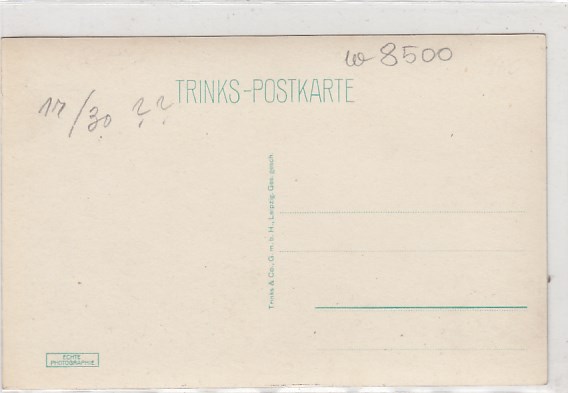 w 8500
TRINKS-POSTKARTE
17/30 ??
Trinks & Co., G. m. b. H., Leipzig. Ges. gesch.
ECHTE
PHOTOGRAPHIE